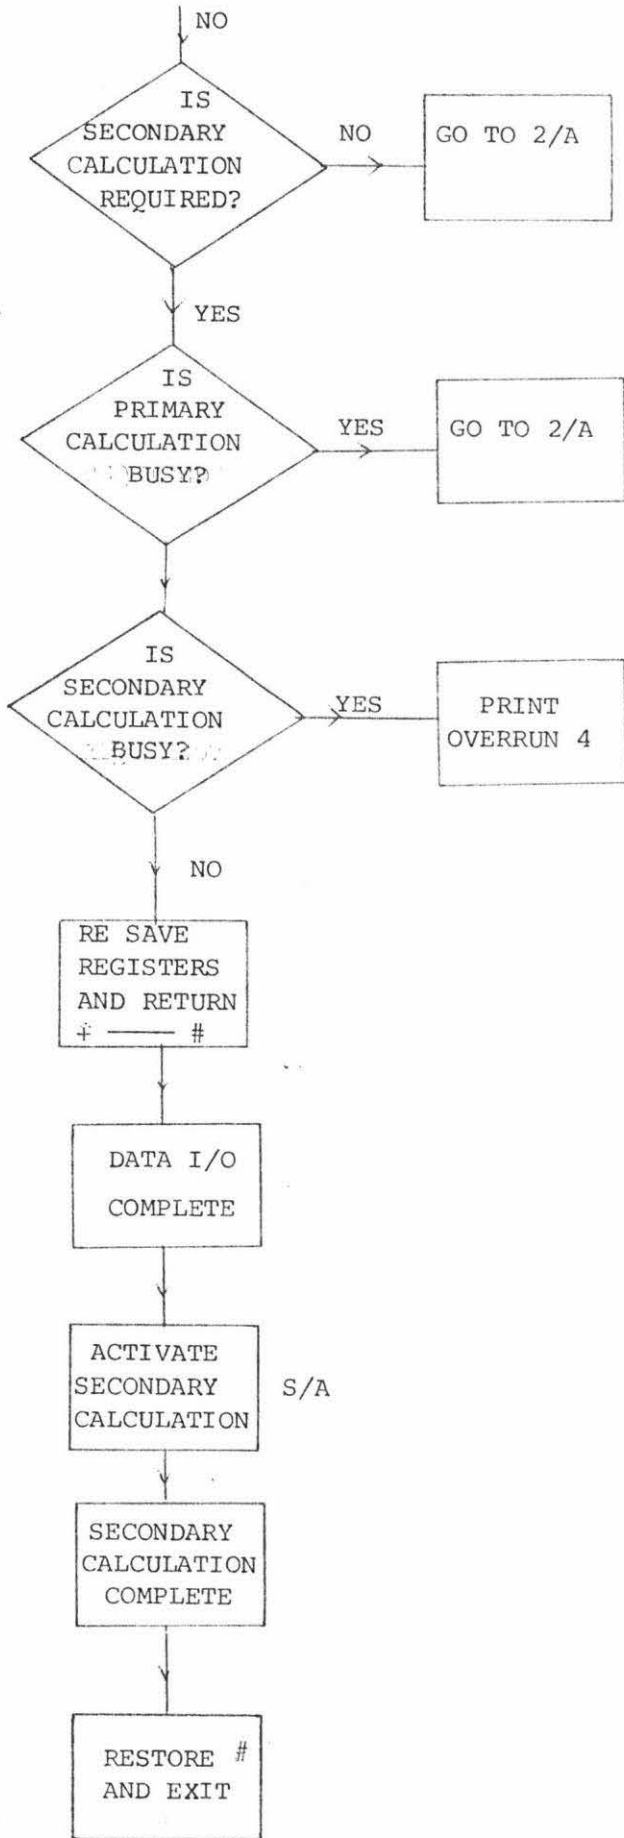 NO
IS
SECONDARY
CALCULATION
REQUIRED?
NO
GO TO 2/A
YES
IS
PRIMARY
CALCULATION
BUSY?
YES
GO TO 2/A
IS
SECONDARY
CALCULATION
BUSY?
YES
PRINT
OVERRUN 4
NO
RE SAVE
REGISTERS
AND RETURN
+ —— #
DATA I/O
COMPLETE
ACTIVATE
SECONDARY
CALCULATION
S/A
SECONDARY
CALCULATION
COMPLETE
RESTORE #
AND EXIT